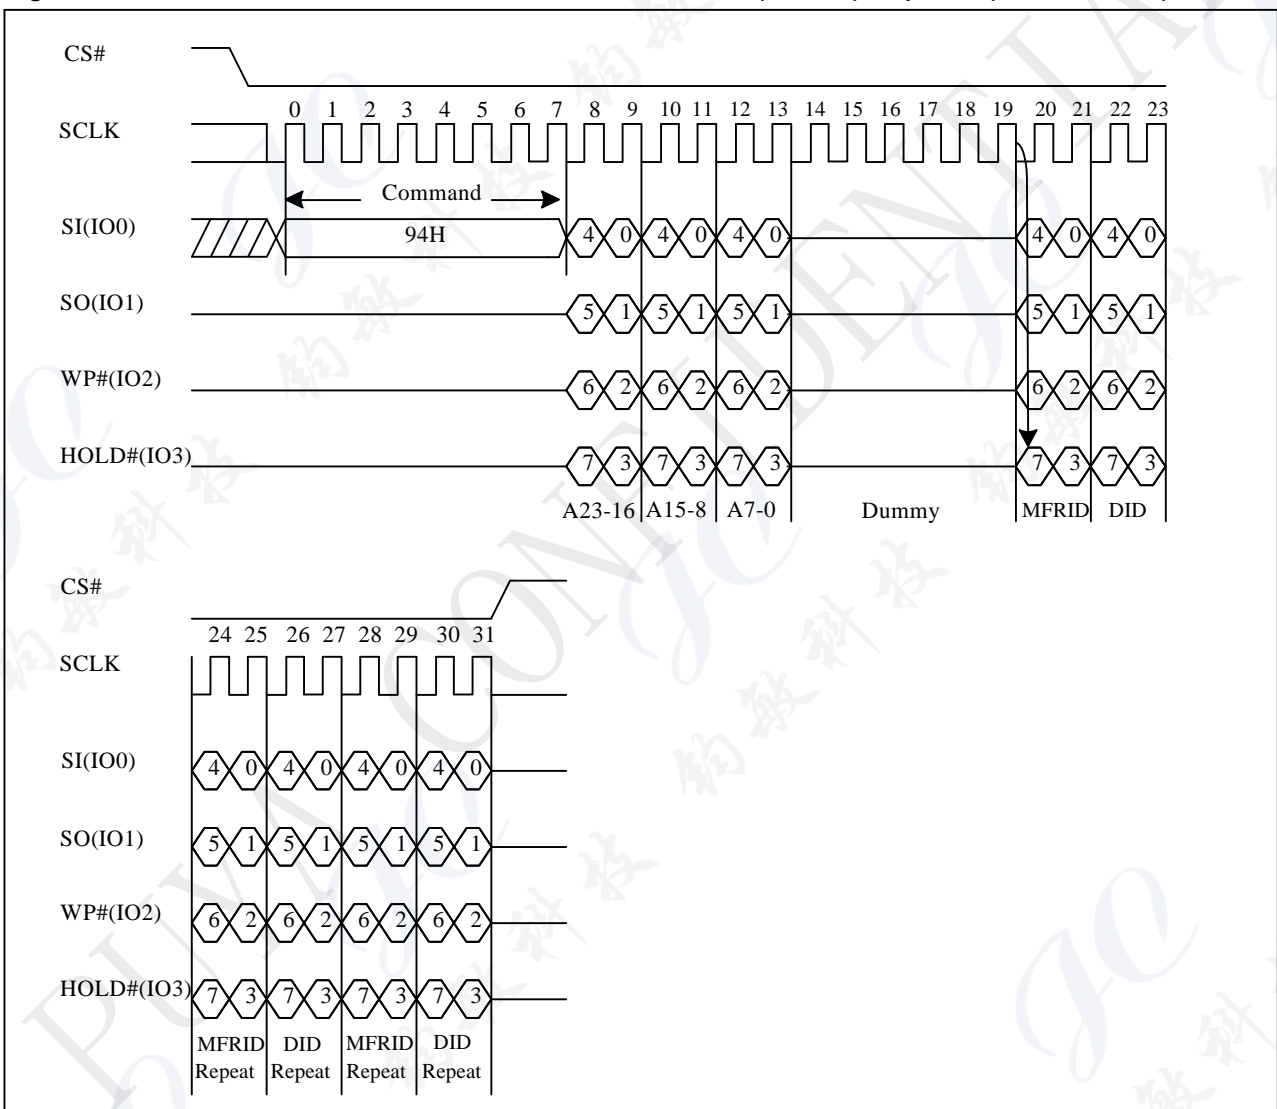 CS#
0 1 2 3 4 5 6 7 8 9 10 11 12 13 14 15 16 17 18 19 20 21 22 23
SCLK
Command
SI(IO0) 94H 4 0 4 0 4 0 4 0 4 0
SO(IO1) 5 1 5 1 5 1 5 1 5 1
WP#(IO2) 6 2 6 2 6 2 6 2 6 2
HOLD#(IO3) 7 3 7 3 7 3 7 3 7 3
A23-16 A15-8 A7-0 Dummy MFRID DID
CS#
24 25 26 27 28 29 30 31
SCLK
SI(IO0) 4 0 4 0 4 0 4 0
SO(IO1) 5 1 5 1 5 1 5 1
WP#(IO2) 6 2 6 2 6 2 6 2
HOLD#(IO3) 7 3 7 3 7 3 7 3
MFRID DID MFRID DID
Repeat Repeat Repeat Repeat
PUYA CONFIDENTIAL